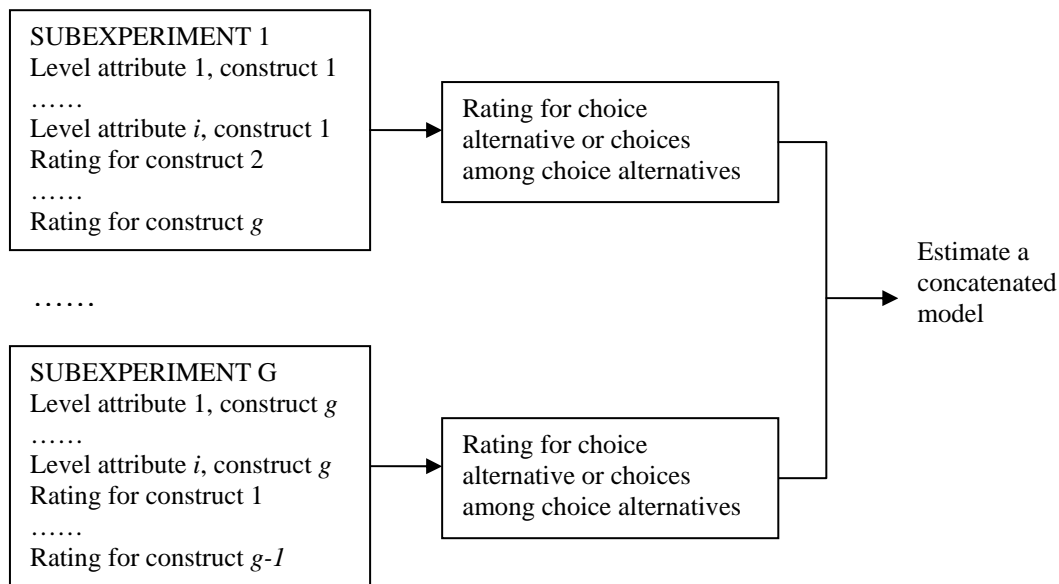 SUBEXPERIMENT 1
Level attribute 1, construct 1
……
Level attribute i, construct 1
Rating for construct 2
……
Rating for construct g
Rating for choice
alternative or choices
among choice alternatives
……
SUBEXPERIMENT G
Level attribute 1, construct g
……
Level attribute i, construct g
Rating for construct 1
……
Rating for construct g-1
Rating for choice
alternative or choices
among choice alternatives
Estimate a
concatenated
model